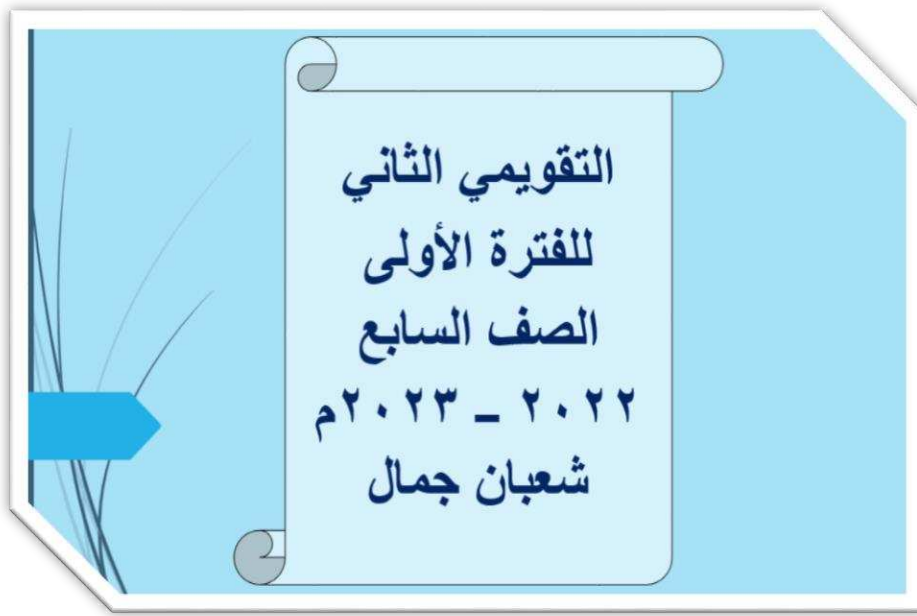 التقويمي الثاني
للفترة الأولى
الصف السابع
٢٠٢٢ – ٢٠٢٣م
شعبان جمال